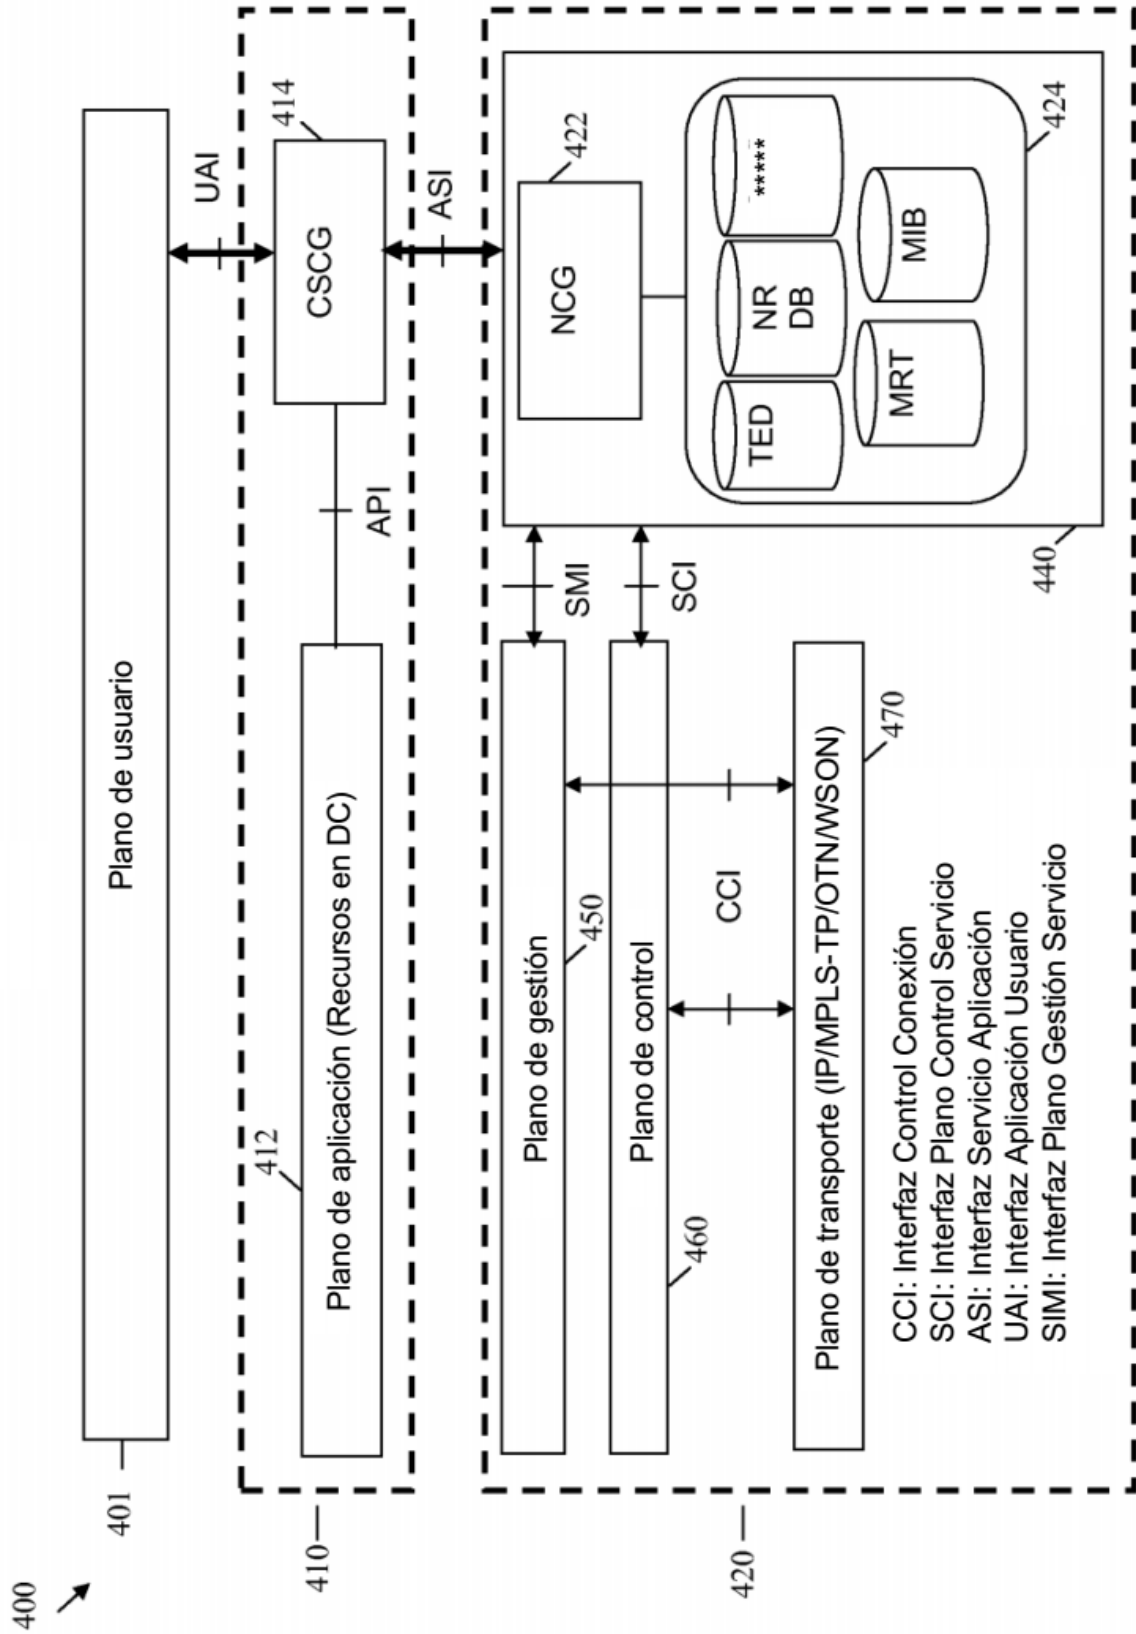 400
401
Plano de usuario
UAI
410
412
Plano de aplicación (Recursos en DC)
API
CSCG
414
ASI
420
Plano de gestión
450
SMI
Plano de control
460
SCI
CCI
Plano de transporte (IP/MPLS-TP/OTN/WSON)
470
NCG
422
TED
NR
DB
*****
MRT
MIB
424
440
CCI: Interfaz Control Conexión
SCI: Interfaz Plano Control Servicio
ASI: Interfaz Servicio Aplicación
UAI: Interfaz Aplicación Usuario
SIMI: Interfaz Plano Gestión Servicio